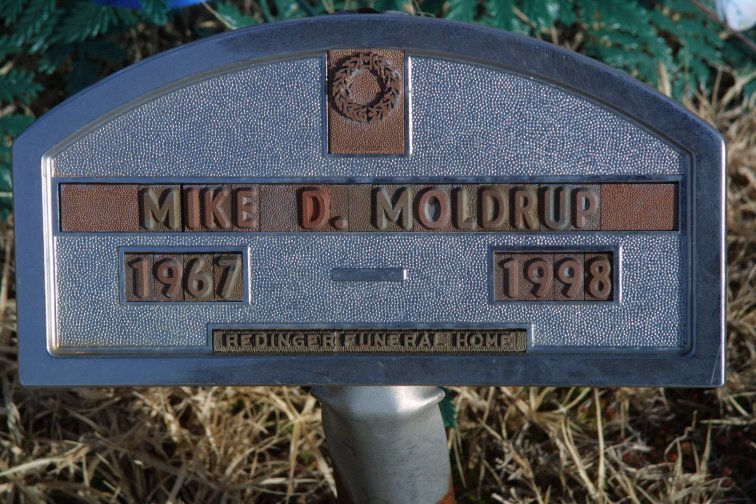 MIKE D. MOLDRUP
1967 1998
REDINGER FUNERAL HOME